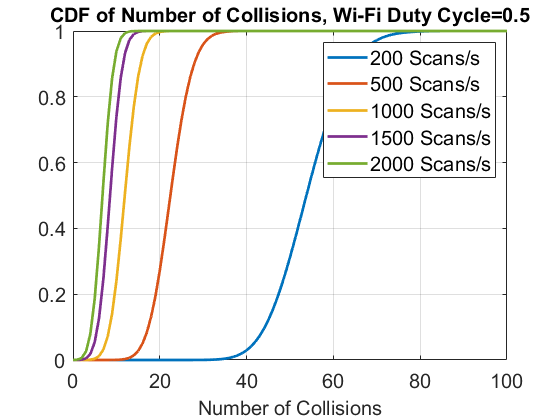 CDF of Number of Collisions, Wi-Fi Duty Cycle=0.5
1
0.8
0.6
0.4
0.2
0
200 Scans/s
500 Scans/s
1000 Scans/s
1500 Scans/s
2000 Scans/s
0 20 40 60 80 100
Number of Collisions